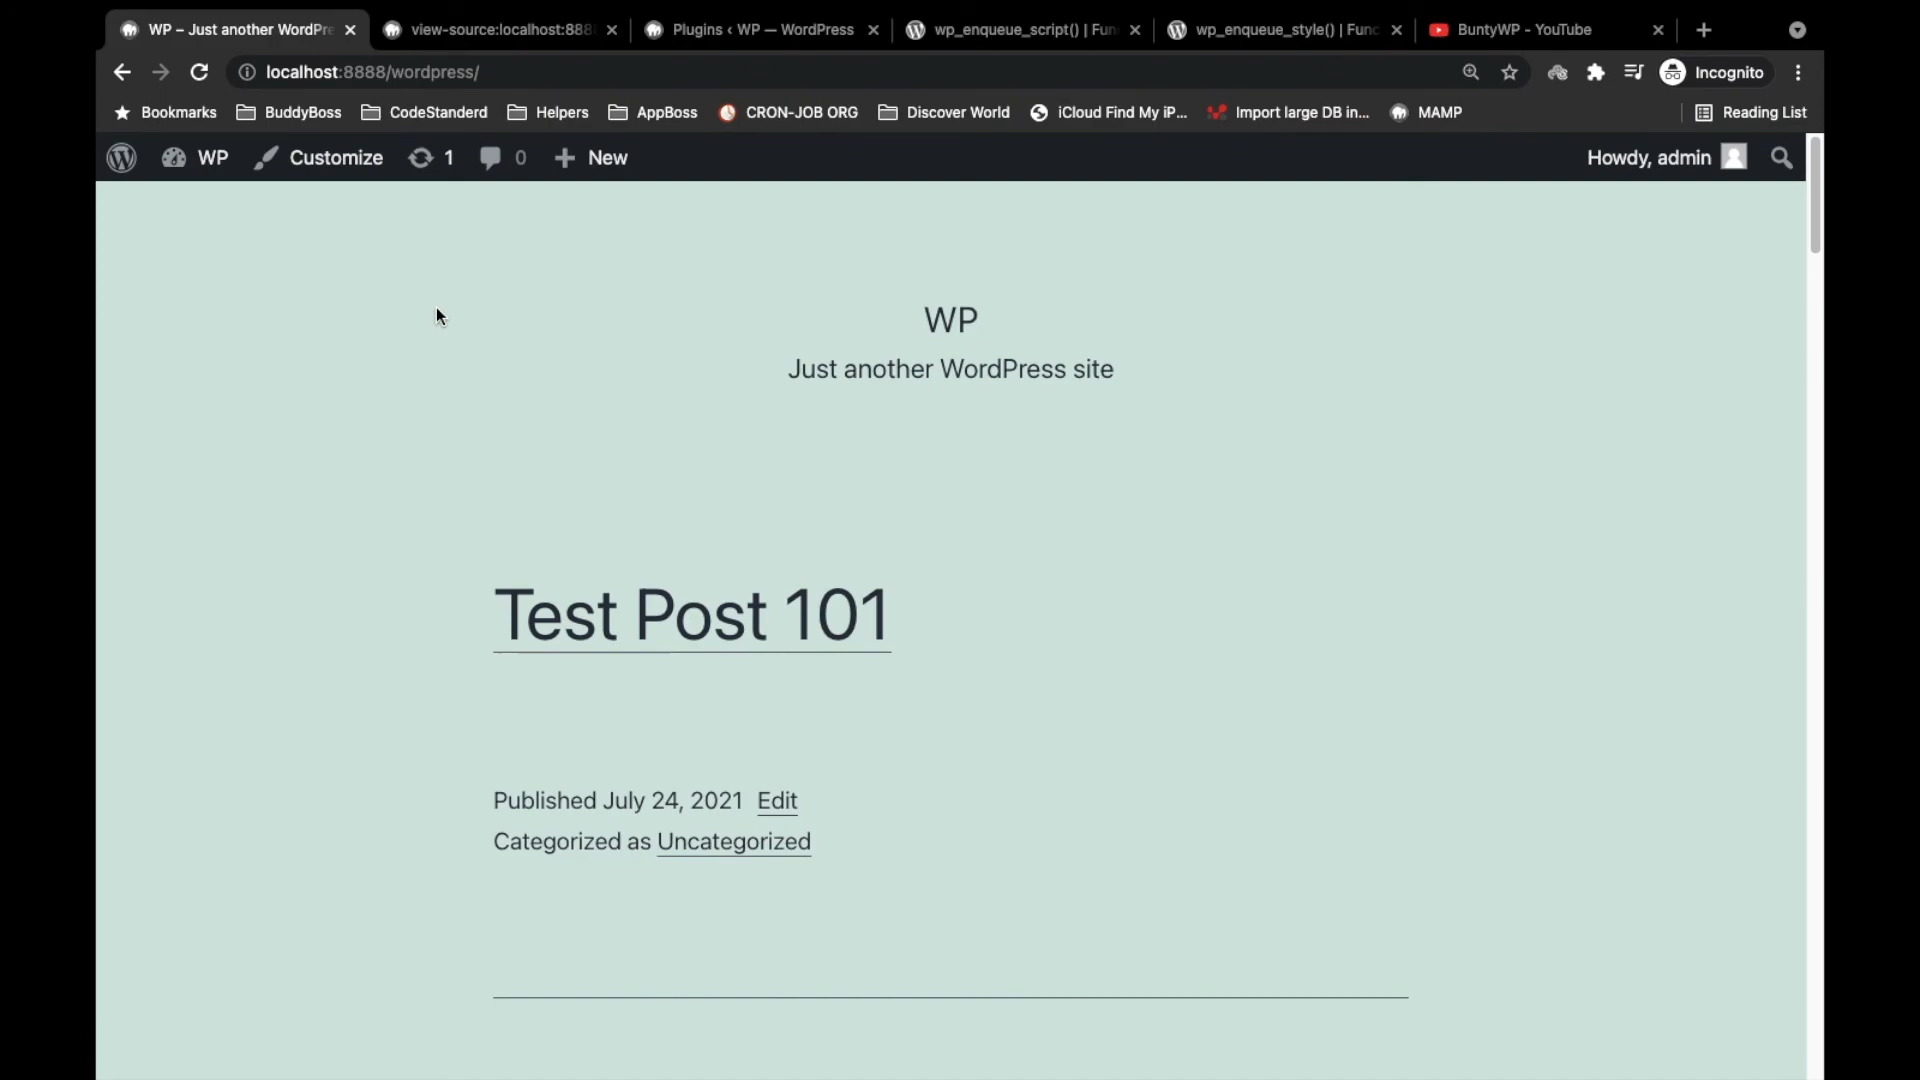 WP – Just another WordPre
view-source:localhost:888
Plugins ‹ WP — WordPress
wp_enqueue_script() | Fun
wp_enqueue_style() | Func
BuntyWP - YouTube
localhost:8888/wordpress/
Incognito
Bookmarks
BuddyBoss
CodeStanderd
Helpers
AppBoss
CRON-JOB ORG
Discover World
iCloud Find My iP...
Import large DB in...
MAMP
Reading List
WP
Customize
1
0
New
Howdy, admin
WP
Just another WordPress site
Test Post 101
Published July 24, 2021 Edit
Categorized as Uncategorized